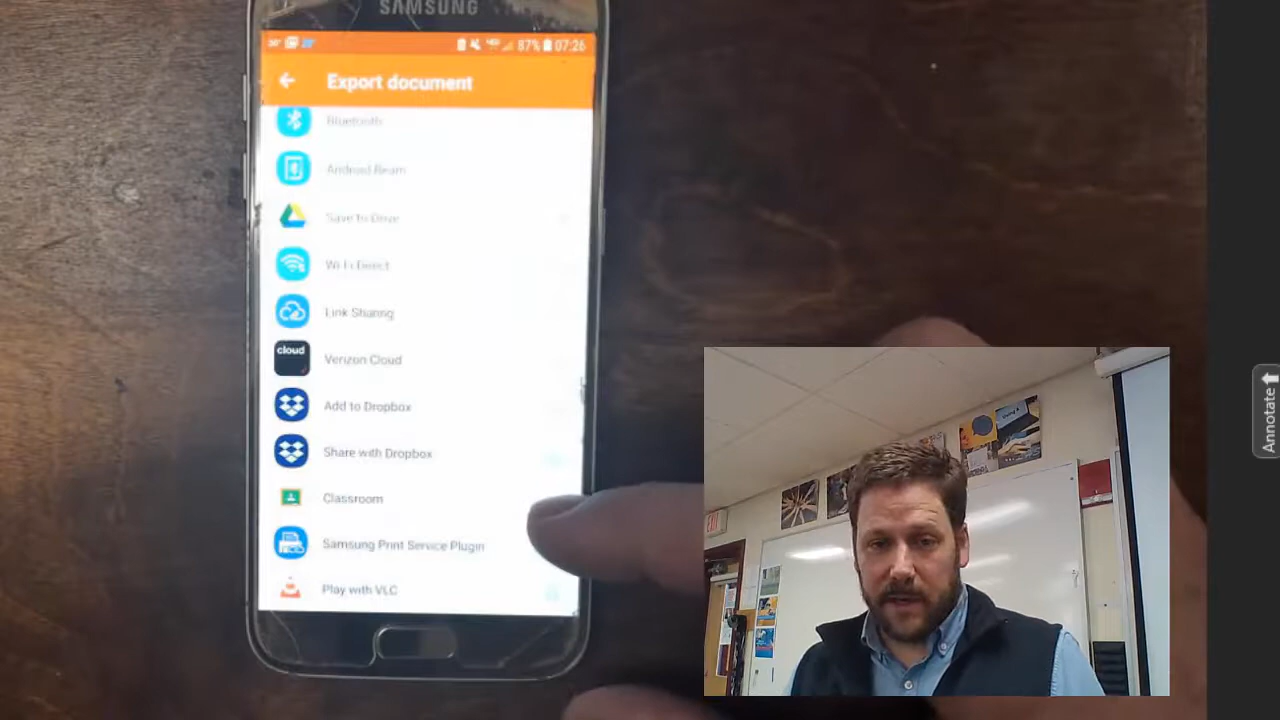 SAMSUNG
87% 07:26
Export document
Bluetooth
Android Beam
Save to Drive
Wi-Fi Direct
Link Sharing
cloud
Verizon Cloud
Add to Dropbox
Share with Dropbox
Classroom
Samsung Print Service Plugin
Play with VLC
EXIT
Annotate